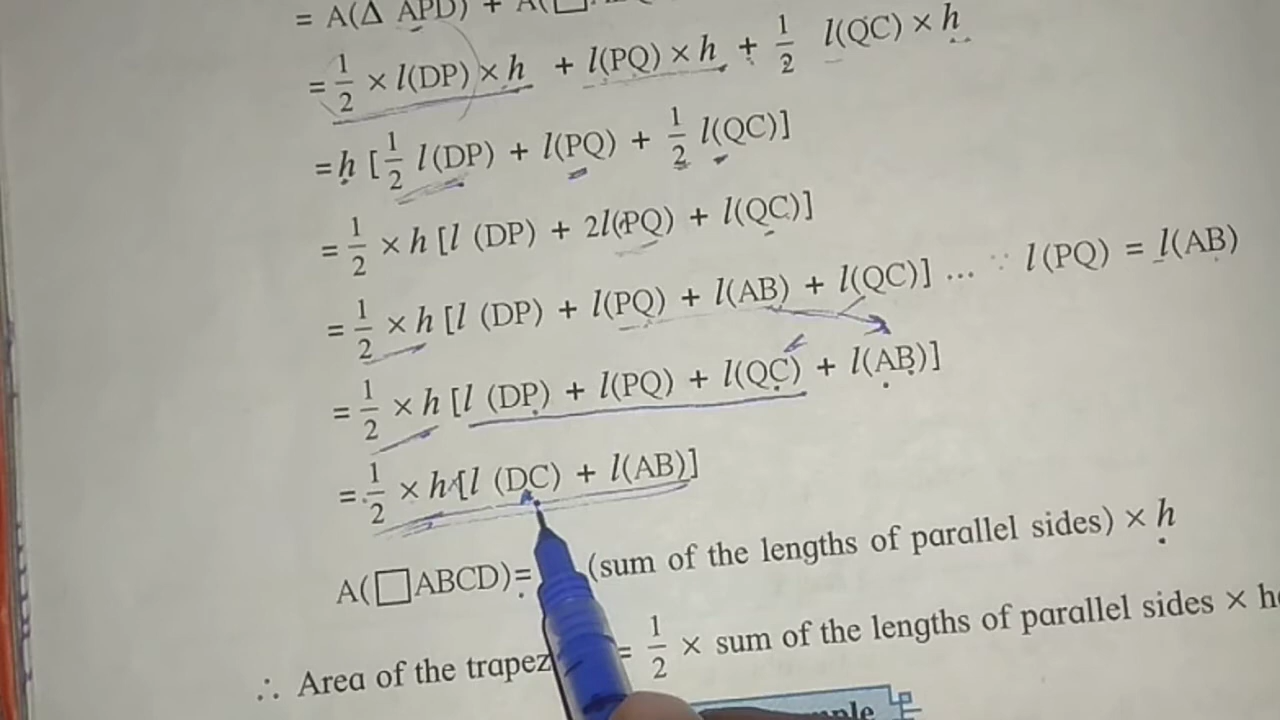 = A(Δ APD) + A(□
= 1/2 × l(DP) × h + l(PQ) × h + 1/2 l(QC) × h
= h [1/2 l(DP) + l(PQ) + 1/2 l(QC)]
= 1/2 × h [l (DP) + 2l(PQ) + l(QC)]
= 1/2 × h [l (DP) + l(PQ) + l(AB) + l(QC)] ... ∵ l(PQ) = l(AB)
= 1/2 × h [l (DP) + l(PQ) + l(QC) + l(AB)]
= 1/2 × h [l (DC) + l(AB)]
A(□ABCD) = (sum of the lengths of parallel sides) × h
∴ Area of the = 1/2 × sum of the lengths of parallel sides ×